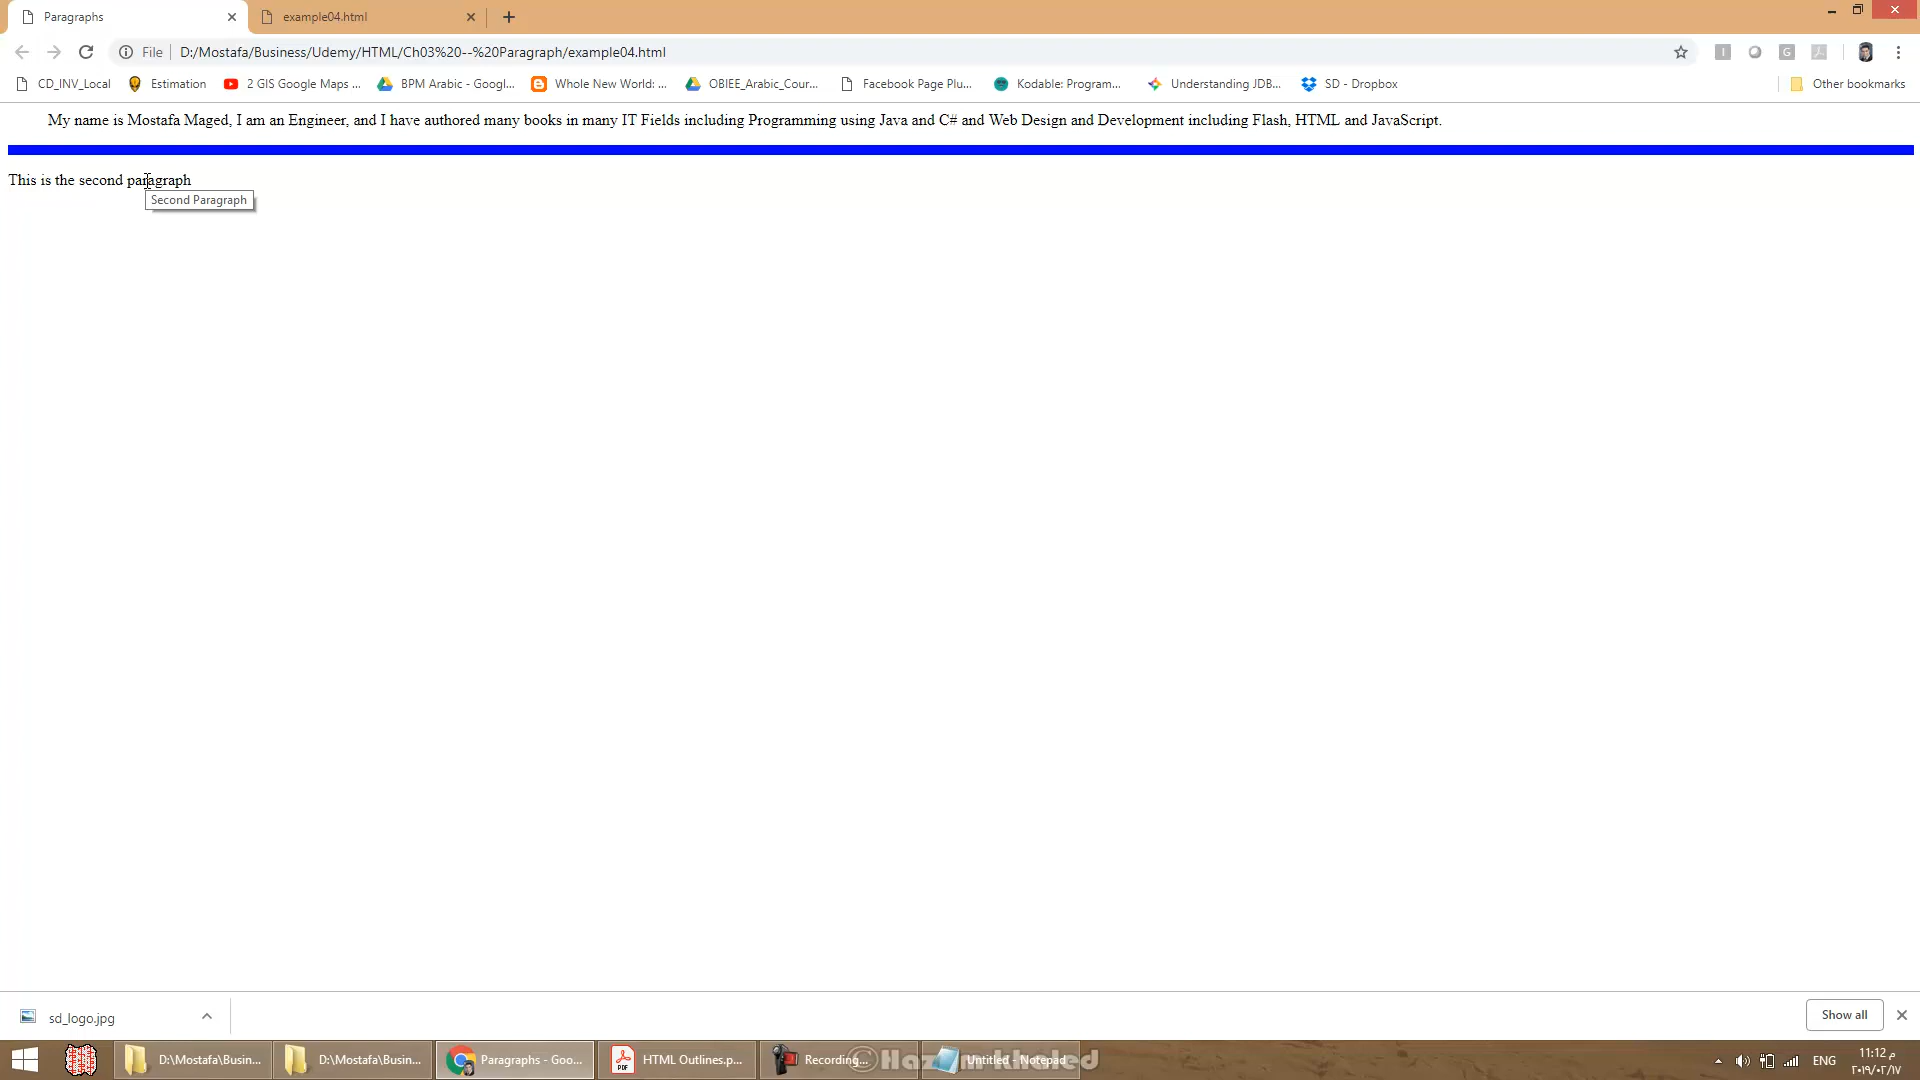 Paragraphs
example04.html
File
D:/Mostafa/Business/Udemy/HTML/Ch03%20--%20Paragraph/example04.html
CD_INV_Local
Estimation
2 GIS Google Maps ...
BPM Arabic - Googl...
Whole New World: ...
OBIEE_Arabic_Cour...
Facebook Page Plu...
Kodable: Program...
Understanding JDB...
SD - Dropbox
Other bookmarks
My name is Mostafa Maged, I am an Engineer, and I have authored many books in many IT Fields including Programming using Java and C# and Web Design and Development including Flash, HTML and JavaScript.
This is the second paragraph
Second Paragraph
sd_logo.jpg
Show all
D:\Mostafa\Busin...
D:\Mostafa\Busin...
Paragraphs - Goo...
HTML Outlines.p...
Recording...
Untitled - Notepad
ENG
11:12 م
٢٠١٩/٠٢/١٧